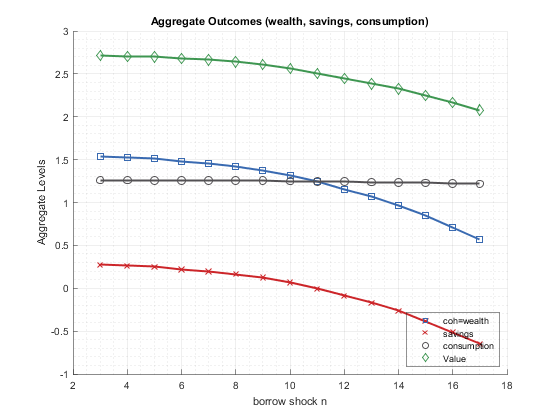 Aggregate Outcomes (wealth, savings, consumption)
3
2.5
2
1.5
1
0.5
0
-0.5
-1
Aggregate Levels
coh=wealth
savings
consumption
Value
2 4 6 8 10 12 14 16 18
borrow shock n